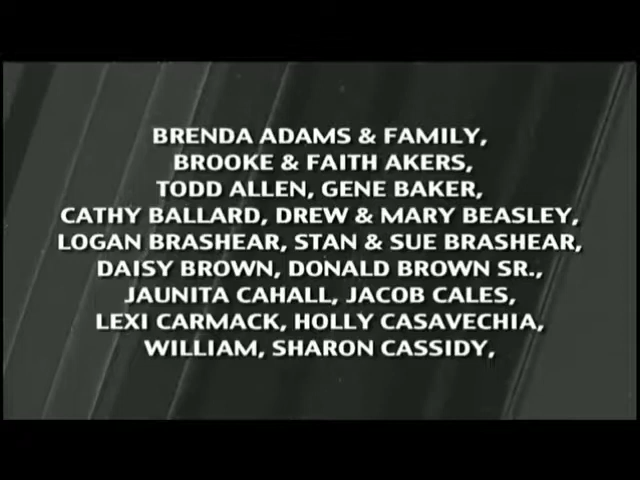 BRENDA ADAMS & FAMILY,
BROOKE & FAITH AKERS,
TODD ALLEN, GENE BAKER,
CATHY BALLARD, DREW & MARY BEASLEY,
LOGAN BRASHEAR, STAN & SUE BRASHEAR,
DAISY BROWN, DONALD BROWN SR.,
JAUNITA CAHALL, JACOB CALES,
LEXI CARMACK, HOLLY CASAVECHIA,
WILLIAM, SHARON CASSIDY,